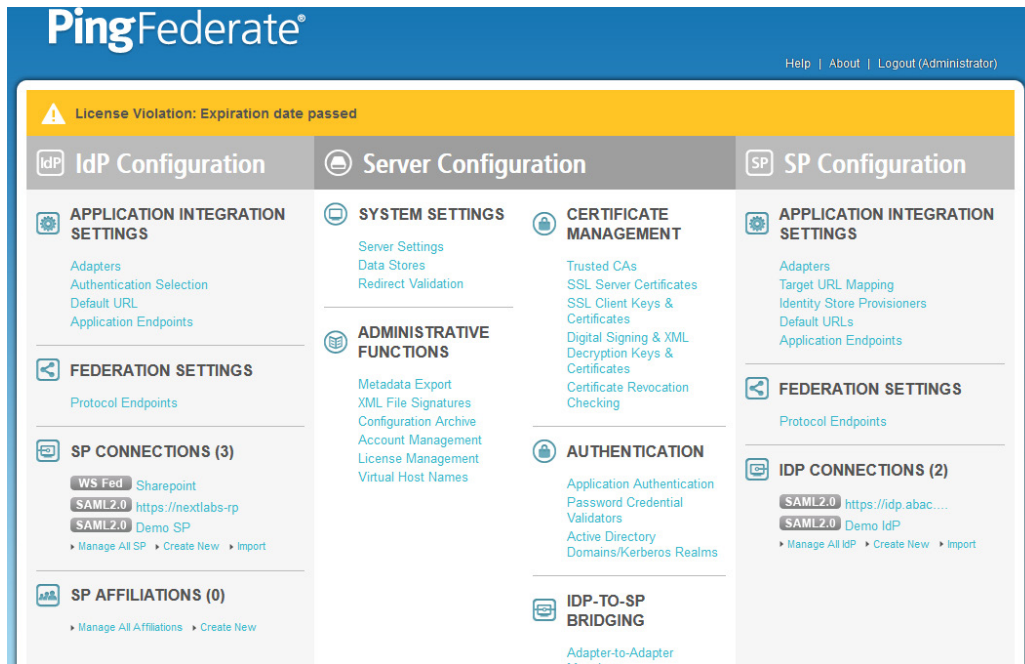 PingFederate®
Help | About | Logout (Administrator)
License Violation: Expiration date passed
IdP IdP Configuration
APPLICATION INTEGRATION
SETTINGS
Adapters
Authentication Selection
Default URL
Application Endpoints
FEDERATION SETTINGS
Protocol Endpoints
SP CONNECTIONS (3)
WS Fed Sharepoint
SAML2.0 https://nextlabs-rp
SAML2.0 Demo SP
Manage All SP Create New Import
SP AFFILIATIONS (0)
Manage All Affiliations Create New
Server Configuration
SYSTEM SETTINGS
Server Settings
Data Stores
Redirect Validation
ADMINISTRATIVE
FUNCTIONS
Metadata Export
XML File Signatures
Configuration Archive
Account Management
License Management
Virtual Host Names
CERTIFICATE
MANAGEMENT
Trusted CAs
SSL Server Certificates
SSL Client Keys &
Certificates
Digital Signing & XML
Decryption Keys &
Certificates
Certificate Revocation
Checking
AUTHENTICATION
Application Authentication
Password Credential
Validators
Active Directory
Domains/Kerberos Realms
IDP-TO-SP
BRIDGING
Adapter-to-Adapter
SP SP Configuration
APPLICATION INTEGRATION
SETTINGS
Adapters
Target URL Mapping
Identity Store Provisioners
Default URLs
Application Endpoints
FEDERATION SETTINGS
Protocol Endpoints
IDP CONNECTIONS (2)
SAML2.0 https://idp.abac....
SAML2.0 Demo IdP
Manage All IdP Create New Import